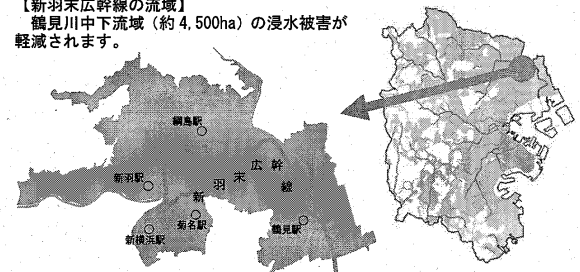 【新羽末広幹線の流域】
鶴見川中下流域（約4,500ha）の浸水被害が
軽減されます。
綱島駅
新羽末広幹線
新羽駅
菊名駅
新横浜駅
鶴見駅